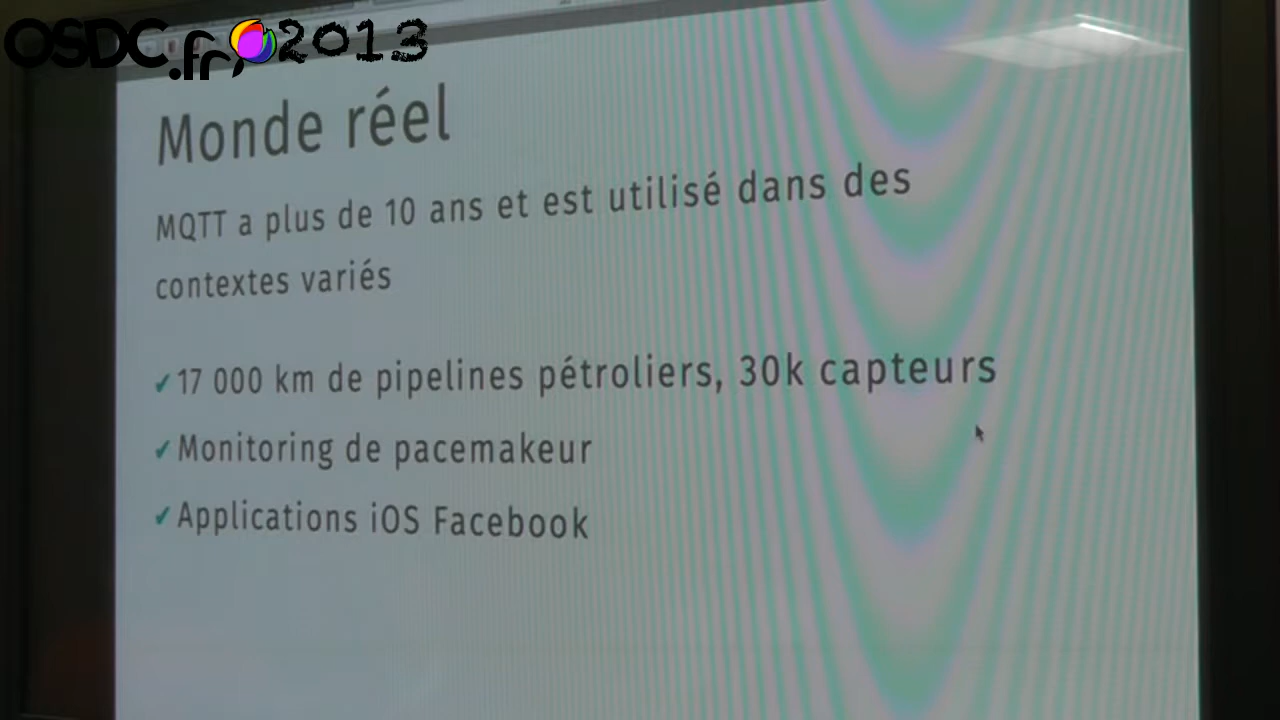 OSDC.fr, 2013
Monde réel
MQTT a plus de 10 ans et est utilisé dans des
contextes variés
✓ 17 000 km de pipelines pétroliers, 30k capteurs
✓ Monitoring de pacemakeur
✓ Applications iOS Facebook